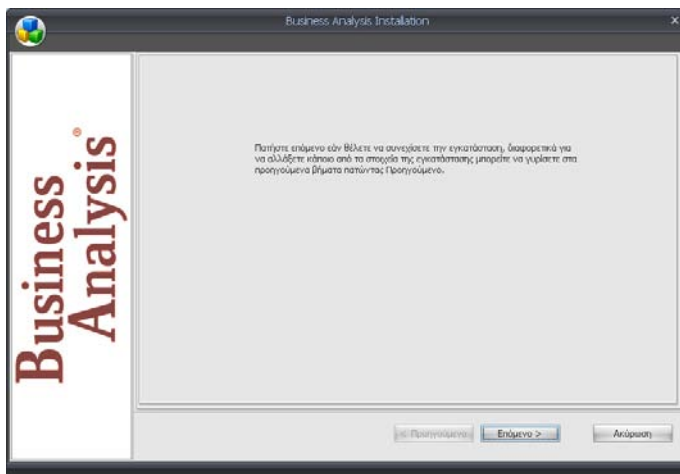 Business Analysis Installation
Business
Analysis®
Πατήστε επόμενο εάν θέλετε να συνεχίσετε την εγκατάσταση, διαφορετικά για
να αλλάξετε κάποιο από τα στοιχεία της εγκατάστασης μπορείτε να γυρίσετε στα
προηγούμενα βήματα πατώντας Προηγούμενο.
< Προηγούμενο
Επόμενο >
Ακύρωση